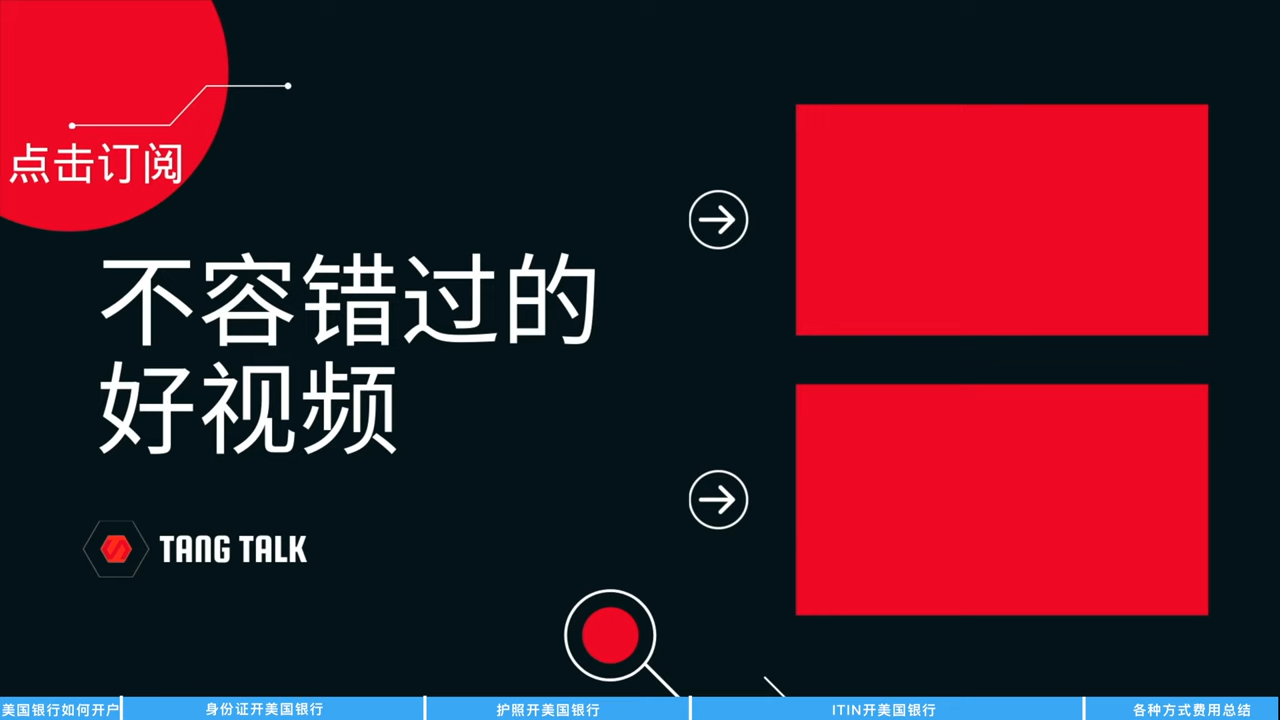 点击订阅
不容错过的
好视频
TANG TALK
美国银行如何开户
身份证开美国银行
护照开美国银行
ITIN开美国银行
各种方式费用总结